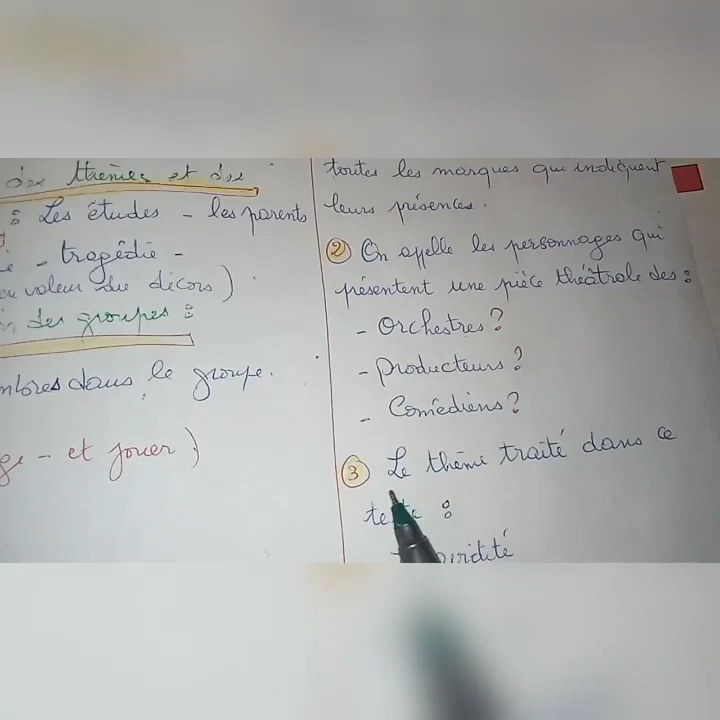 des thèmes et des
: Les études - les parents
- tragédie -
valeur du décors)
des groupes :
dans le groupe.
- et jouer)
toutes les marques qui indiquent
leurs présences.
② On appelle les personnages qui
présentent une pièce théâtrale des :
- Orchestres ?
- producteurs ?
- Comédiens ?
③ Le thème traité dans ce
: